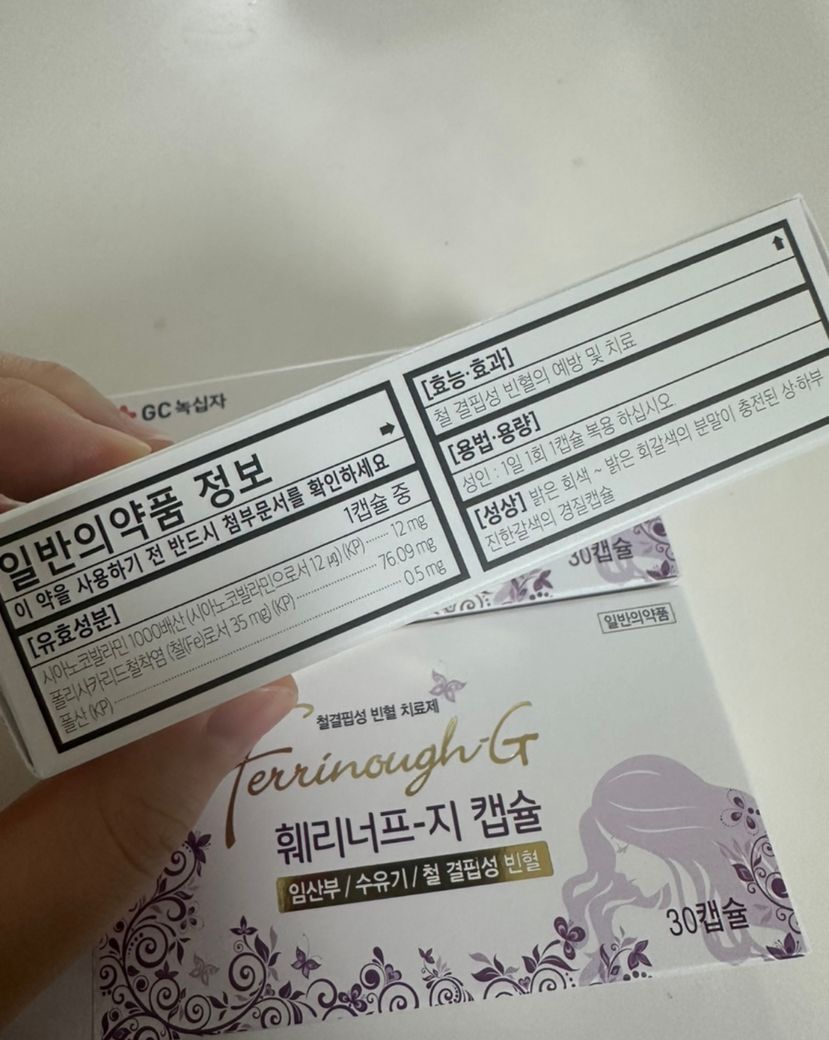 GC 녹십자
일반의약품 정보
이 약을 사용하기 전 반드시 첨부문서를 확인하세요
[유효성분]
1캡슐 중
시아노코발라민 1000배산 (시아노코발라민으로서 12 ㎍) (KP) ······ 12 mg
폴리사카리드철착염 (철(Fe)로서 35 mg) (KP) ······ 76.09 mg
폴산 (KP) ······ 0.5 mg
[효능·효과]
철 결핍성 빈혈의 예방 및 치료
[용법·용량]
성인 : 1일 1회 1캡슐 복용 하십시오.
[성상] 밝은 회색 ~ 밝은 회갈색의 분말이 충전된 상·하부
진한갈색의 경질캡슐
30캡슐
일반의약품
철결핍성 빈혈 치료제
Ferrinough-G
훼리너프-지 캡슐
임산부 / 수유기 / 철 결핍성 빈혈
30캡슐